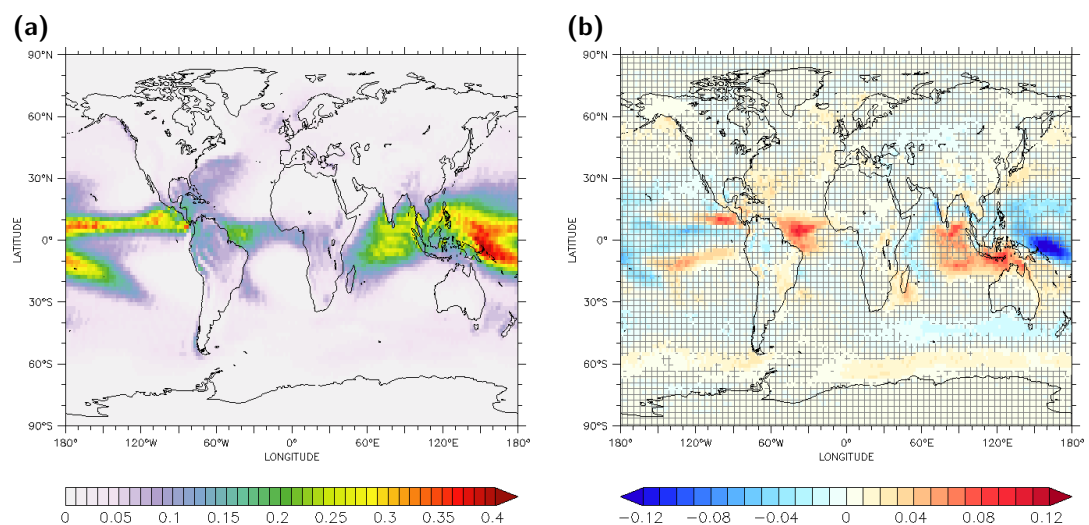 (a)
(b)
90°N
60°N
30°N
0°
30°S
60°S
90°S
LATITUDE
180°
120°W
60°W
0°
60°E
120°E
180°
LONGITUDE
0
0.05
0.1
0.15
0.2
0.25
0.3
0.35
0.4
90°N
60°N
30°N
0°
30°S
60°S
90°S
LATITUDE
180°
120°W
60°W
0°
60°E
120°E
180°
LONGITUDE
−0.12
−0.08
−0.04
0
0.04
0.08
0.12